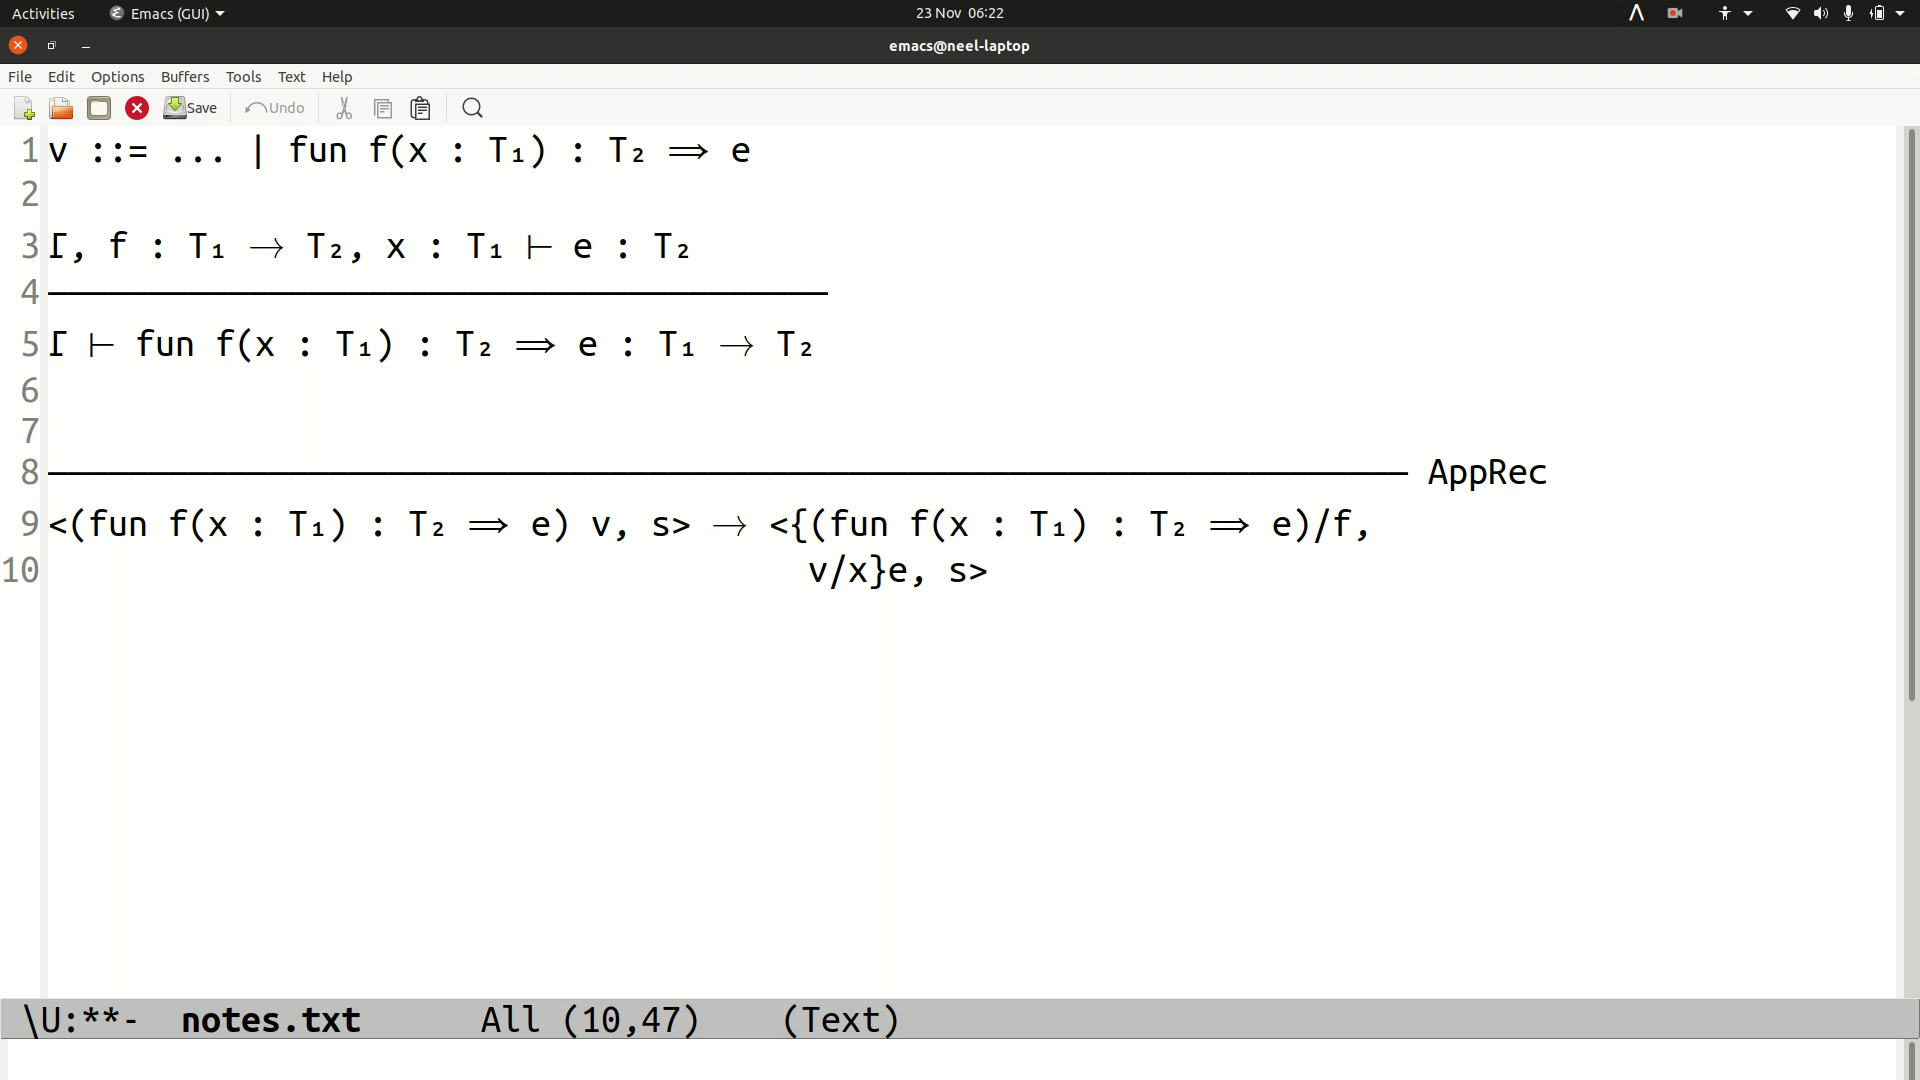 Activities Emacs (GUI) 23 Nov 06:22
emacs@neel-laptop
File Edit Options Buffers Tools Text Help
Save Undo
1 v ::= ... | fun f(x : T₁) : T₂ ⟹ e
2
3 Γ, f : T₁ → T₂, x : T₁ ⊢ e : T₂
4 ───────────────────────────────────────
5 Γ ⊢ fun f(x : T₁) : T₂ ⟹ e : T₁ → T₂
6
7
8 ──────────────────────────────────────────────────────────────────── AppRec
9 <(fun f(x : T₁) : T₂ ⟹ e) v, s> → <{(fun f(x : T₁) : T₂ ⟹ e)/f,
10 v/x}e, s>
\U:**- notes.txt All (10,47) (Text)